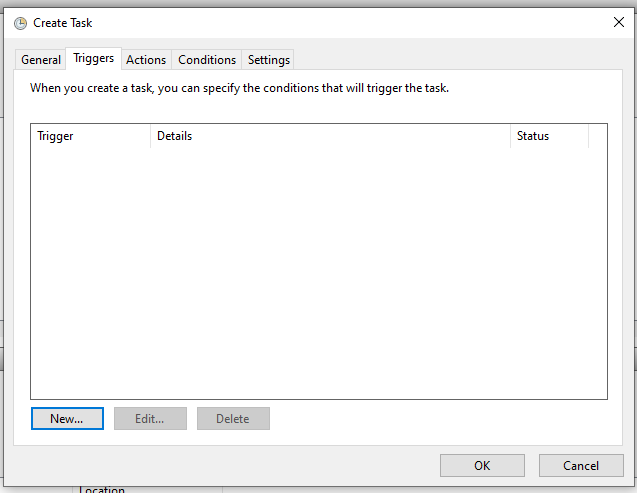 Create Task
General Triggers Actions Conditions Settings
When you create a task, you can specify the conditions that will trigger the task.
Trigger Details Status
New... Edit... Delete
OK Cancel
Location